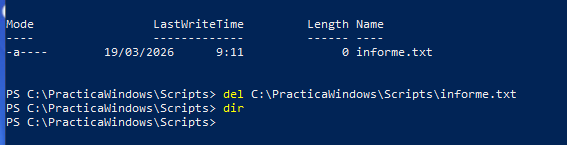 Mode LastWriteTime Length Name
---- ------------- ------ ----
-a---- 19/03/2026 9:11 0 informe.txt
PS C:\PracticaWindows\Scripts> del C:\PracticaWindows\Scripts\informe.txt
PS C:\PracticaWindows\Scripts> dir
PS C:\PracticaWindows\Scripts>